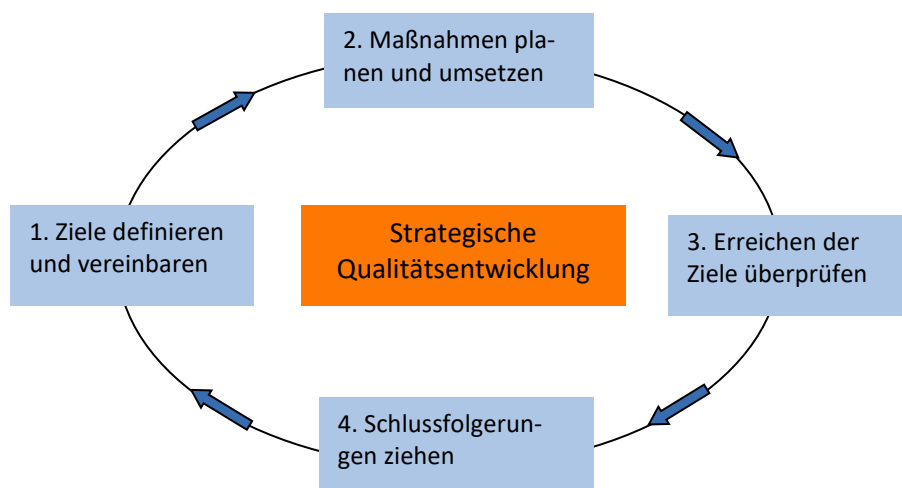 2. Maßnahmen pla-
nen und umsetzen
1. Ziele definieren
und vereinbaren
Strategische
Qualitätsentwicklung
3. Erreichen der
Ziele überprüfen
4. Schlussfolgerun-
gen ziehen